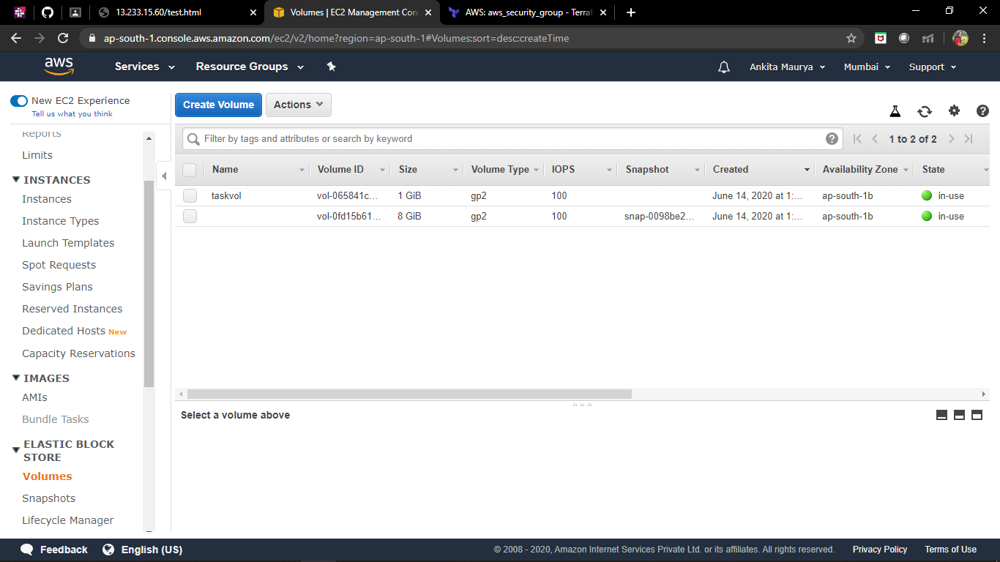 13.233.15.60/test.html
Volumes | EC2 Management Con
AWS: aws_security_group - Terraf
ap-south-1.console.aws.amazon.com/ec2/v2/home?region=ap-south-1#Volumes:sort=desc:createTime
aws
Services
Resource Groups
Ankita Maurya
Mumbai
Support
New EC2 Experience
Tell us what you think
Reports
Limits
INSTANCES
Instances
Instance Types
Launch Templates
Spot Requests
Savings Plans
Reserved Instances
Dedicated Hosts New
Capacity Reservations
IMAGES
AMIs
Bundle Tasks
ELASTIC BLOCK
STORE
Volumes
Snapshots
Lifecycle Manager
Create Volume
Actions
Filter by tags and attributes or search by keyword
1 to 2 of 2
Name Volume ID Size Volume Type IOPS Snapshot Created Availability Zone State
taskvol vol-065841c... 1 GiB gp2 100 June 14, 2020 at 1:... ap-south-1b in-use
vol-0fd15b61... 8 GiB gp2 100 snap-0098be2... June 14, 2020 at 1:... ap-south-1b in-use
Select a volume above
Feedback
English (US)
© 2008 - 2020, Amazon Internet Services Private Ltd. or its affiliates. All rights reserved.
Privacy Policy
Terms of Use